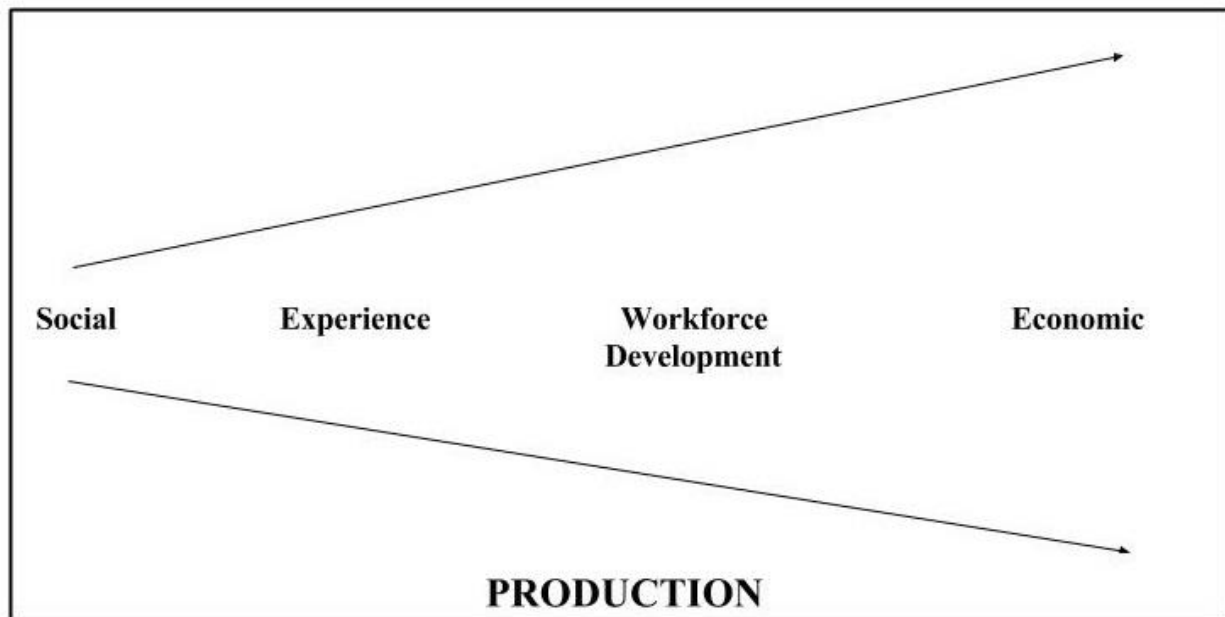 Social
Experience
Workforce
Development
Economic
PRODUCTION